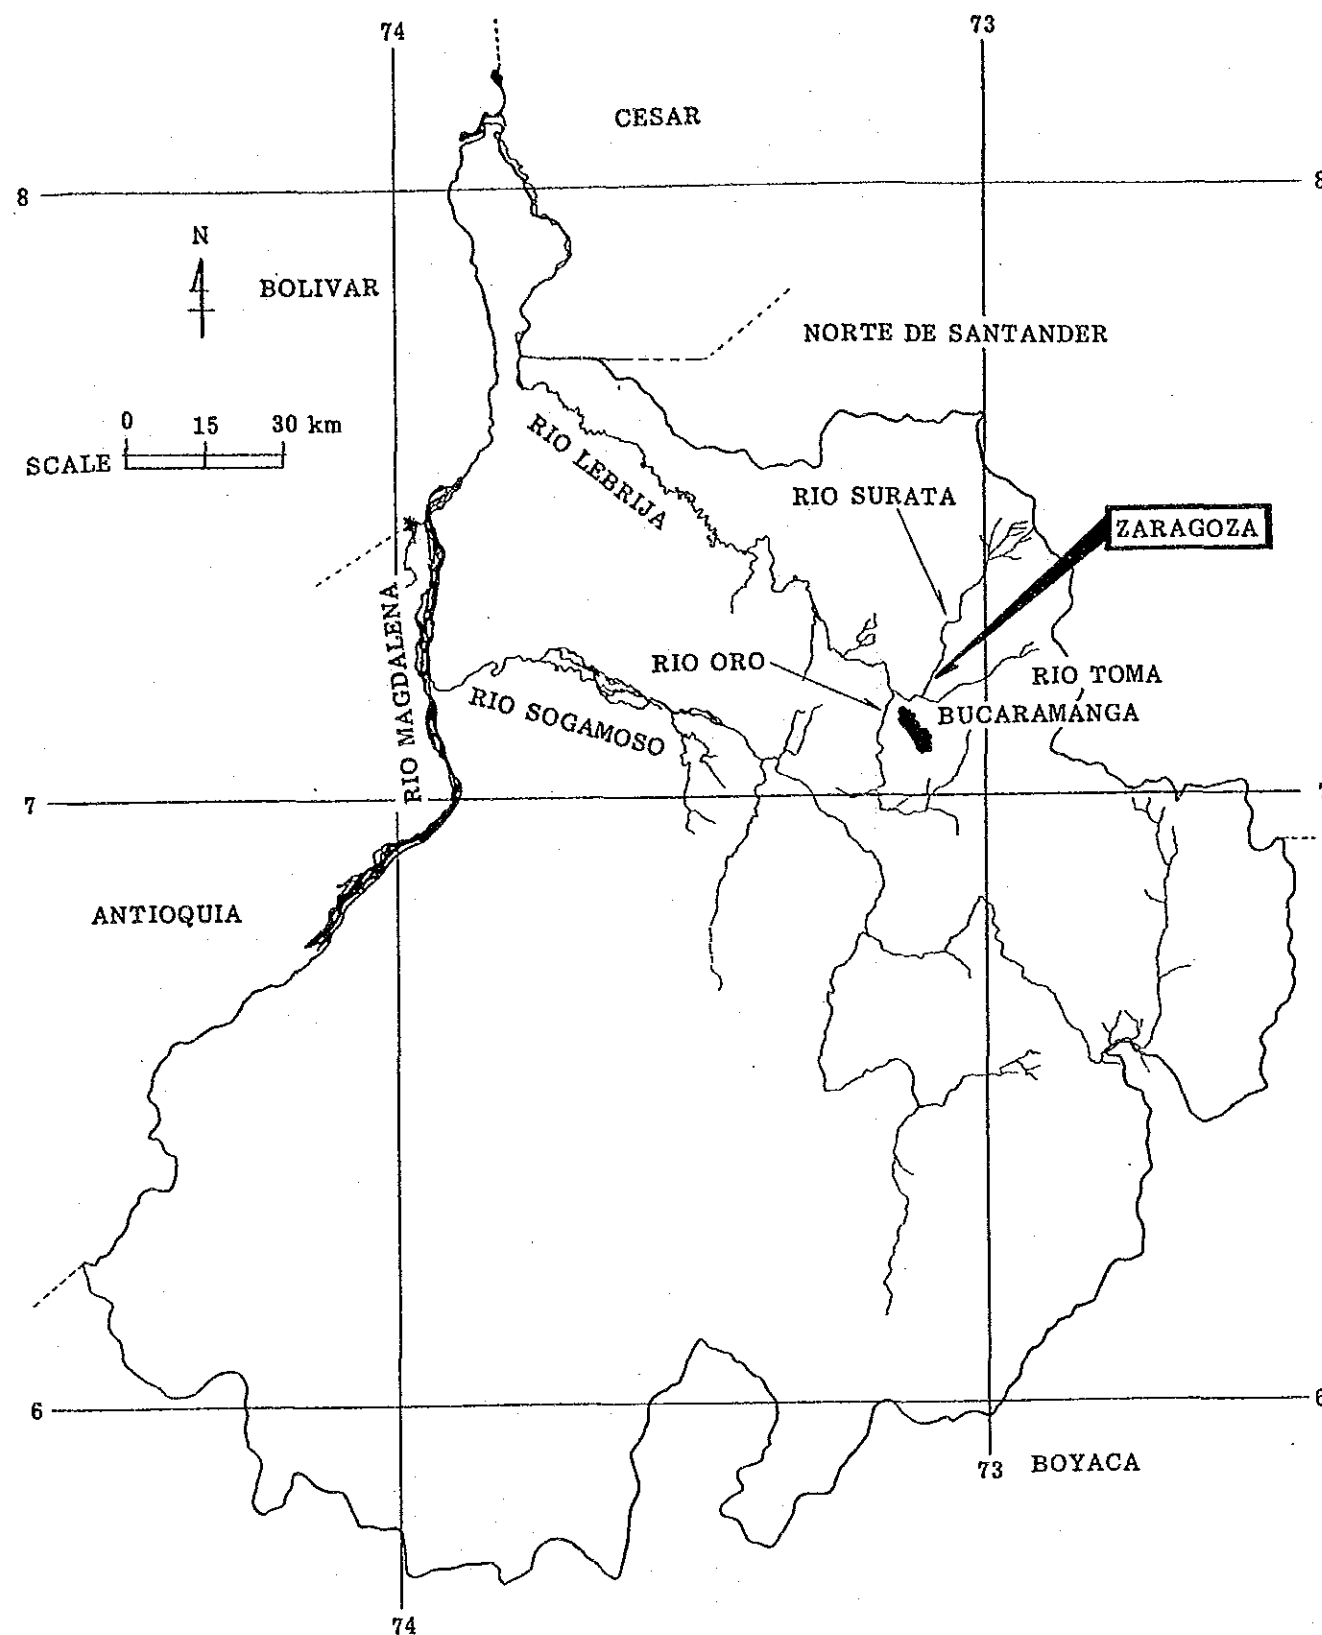 74
73
CESAR
8
8
N
BOLIVAR
NORTE DE SANTANDER
0 15 30 km
SCALE
RIO LEBRIJA
RIO SURATA
ZARAGOZA
RIO MAGDALENA
RIO ORO
RIO TOMA
RIO SOGAMOSO
BUCARAMANGA
7
7
ANTIOQUIA
6
6
73
BOYACA
74